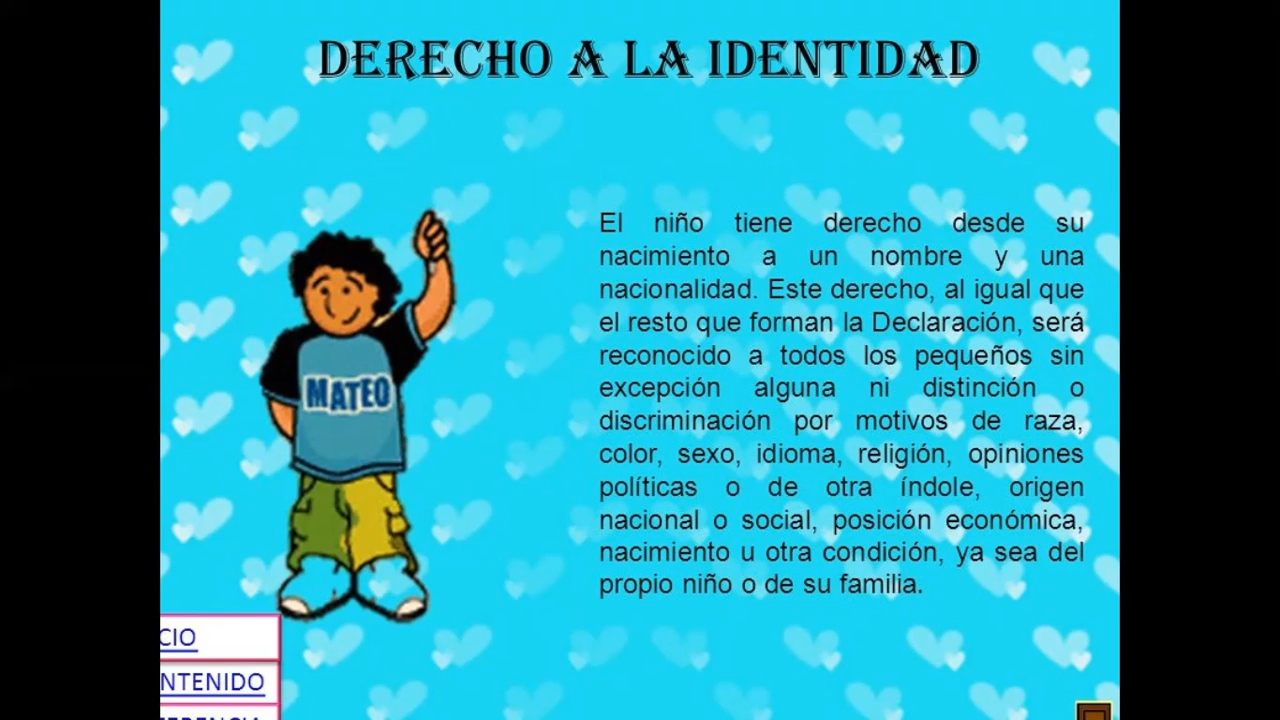 DERECHO A LA IDENTIDAD
El niño tiene derecho desde su
nacimiento a un nombre y una
nacionalidad. Este derecho, al igual que
el resto que forman la Declaración, será
reconocido a todos los pequeños sin
excepción alguna ni distinción o
discriminación por motivos de raza,
color, sexo, idioma, religión, opiniones
políticas o de otra índole, origen
nacional o social, posición económica,
nacimiento u otra condición, ya sea del
propio niño o de su familia.
MATEO
CIO
NTENIDO